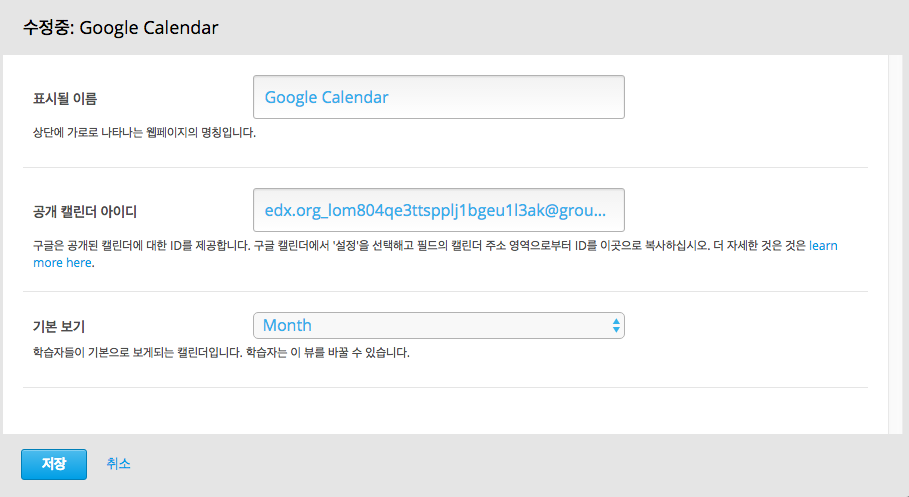 수정중: Google Calendar
표시될 이름
Google Calendar
상단에 가로로 나타나는 웹페이지의 명칭입니다.
공개 캘린더 아이디
edx.org_lom804qe3ttspplj1bgeu1l3ak@grou...
구글은 공개된 캘린더에 대한 ID를 제공합니다. 구글 캘린더에서 '설정'을 선택해고 필드의 캘린더 주소 영역으로부터 ID를 이곳으로 복사하십시오. 더 자세한 것은 것은 learn
more here.
기본 보기
Month
학습자들이 기본으로 보게되는 캘린더입니다. 학습자는 이 뷰를 바꿀 수 있습니다.
저장
취소